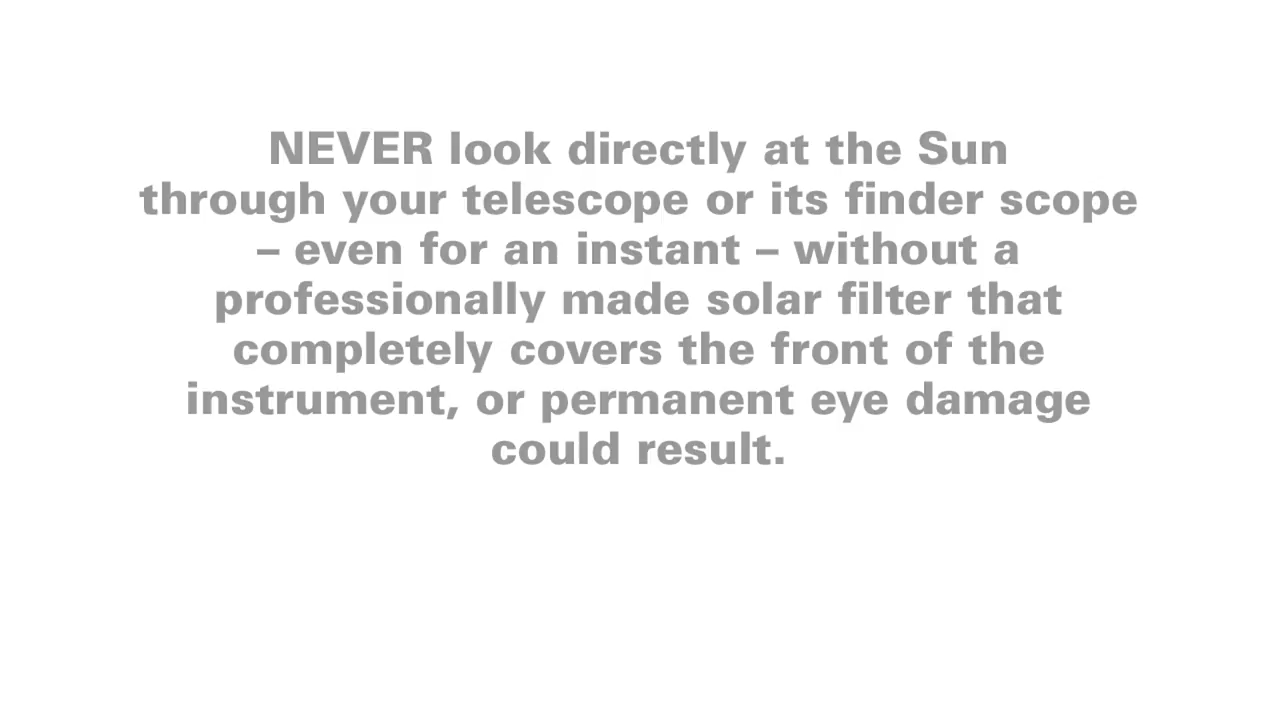 NEVER look directly at the Sun
through your telescope or its finder scope
– even for an instant – without a
professionally made solar filter that
completely covers the front of the
instrument, or permanent eye damage
could result.